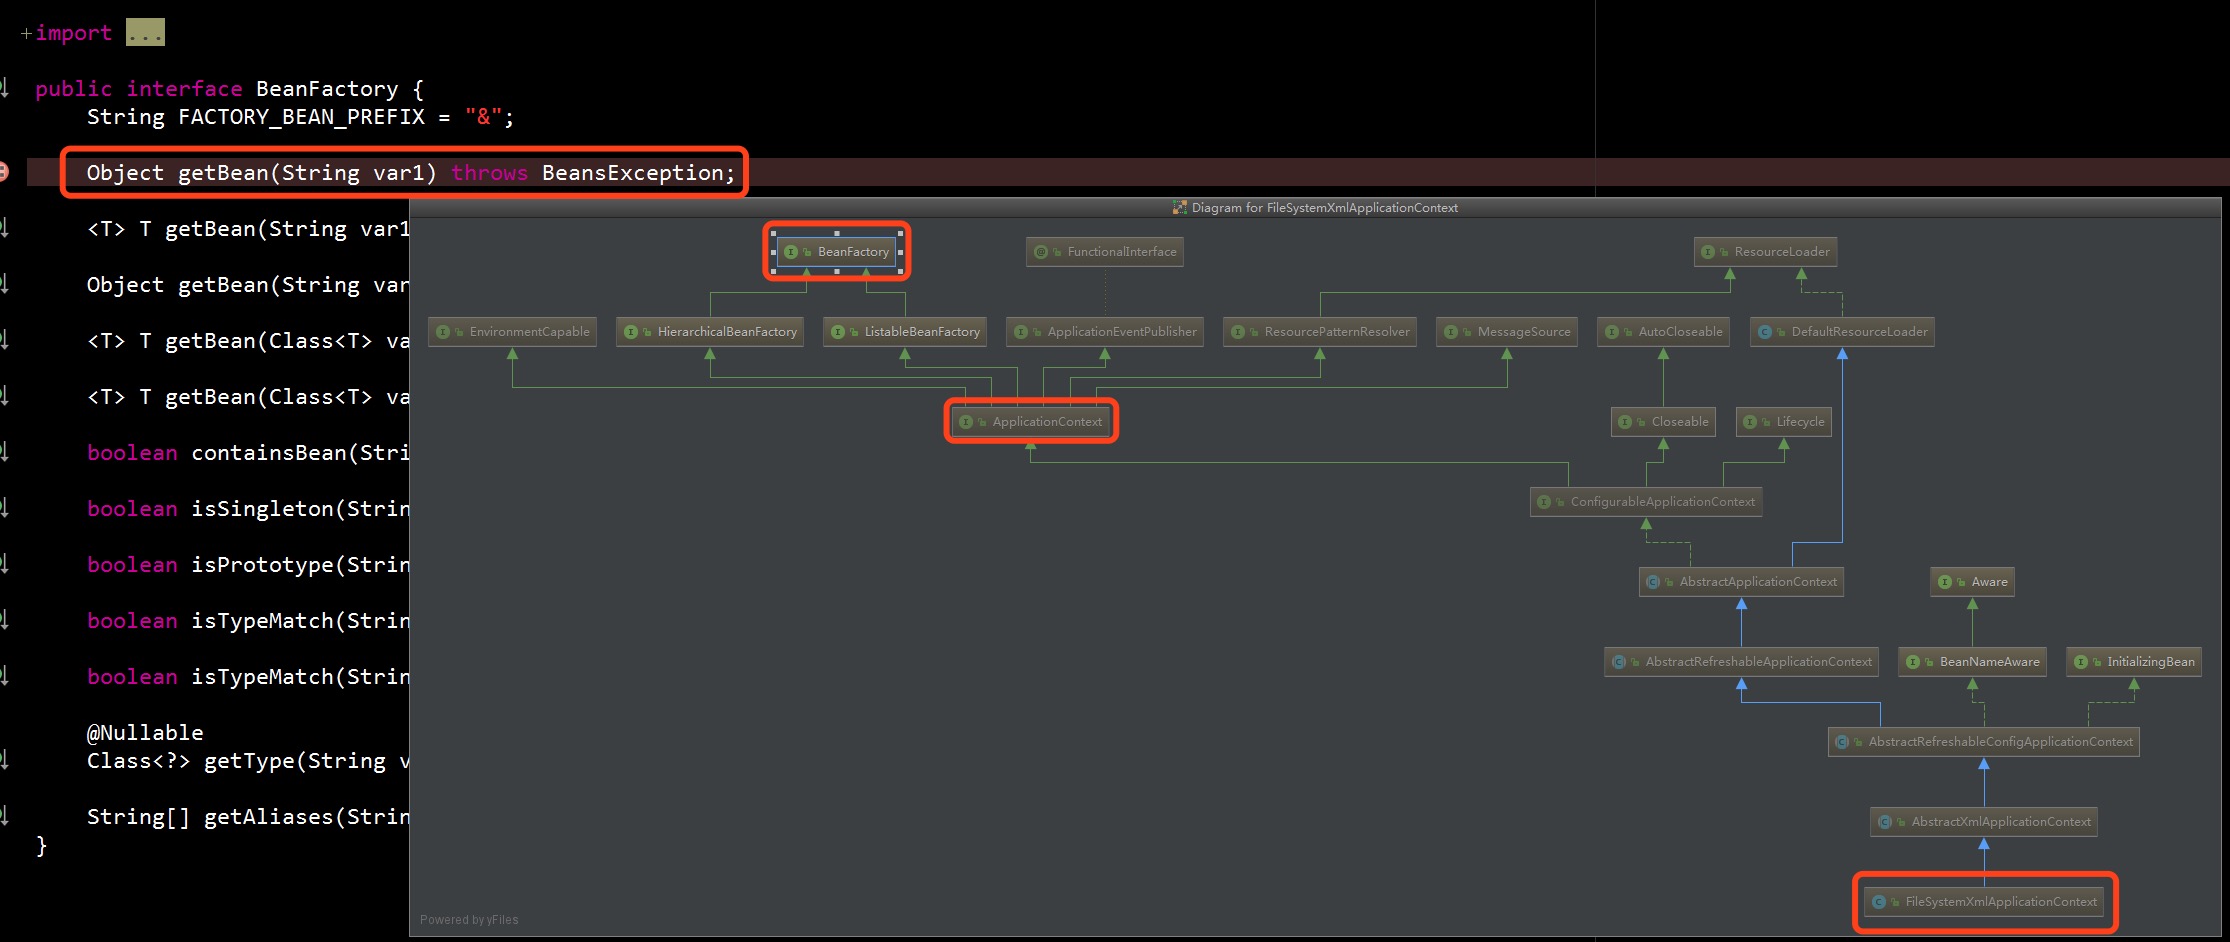 +import ...
public interface BeanFactory {
String FACTORY_BEAN_PREFIX = "&";
Object getBean(String var1) throws BeansException;
<T> T getBean(String var1
Object getBean(String var
<T> T getBean(Class<T> va
<T> T getBean(Class<T> va
boolean containsBean(Stri
boolean isSingleton(Strin
boolean isPrototype(Strin
boolean isTypeMatch(Strin
boolean isTypeMatch(Strin
@Nullable
Class<?> getType(String v
String[] getAliases(Strin
}
Diagram for FileSystemXmlApplicationContext
BeanFactory
FunctionalInterface
ResourceLoader
EnvironmentCapable
HierarchicalBeanFactory
ListableBeanFactory
ApplicationEventPublisher
ResourcePatternResolver
MessageSource
AutoCloseable
DefaultResourceLoader
ApplicationContext
Closeable
Lifecycle
ConfigurableApplicationContext
AbstractApplicationContext
Aware
AbstractRefreshableApplicationContext
BeanNameAware
InitializingBean
AbstractRefreshableConfigApplicationContext
AbstractXmlApplicationContext
FileSystemXmlApplicationContext
Powered by yFiles